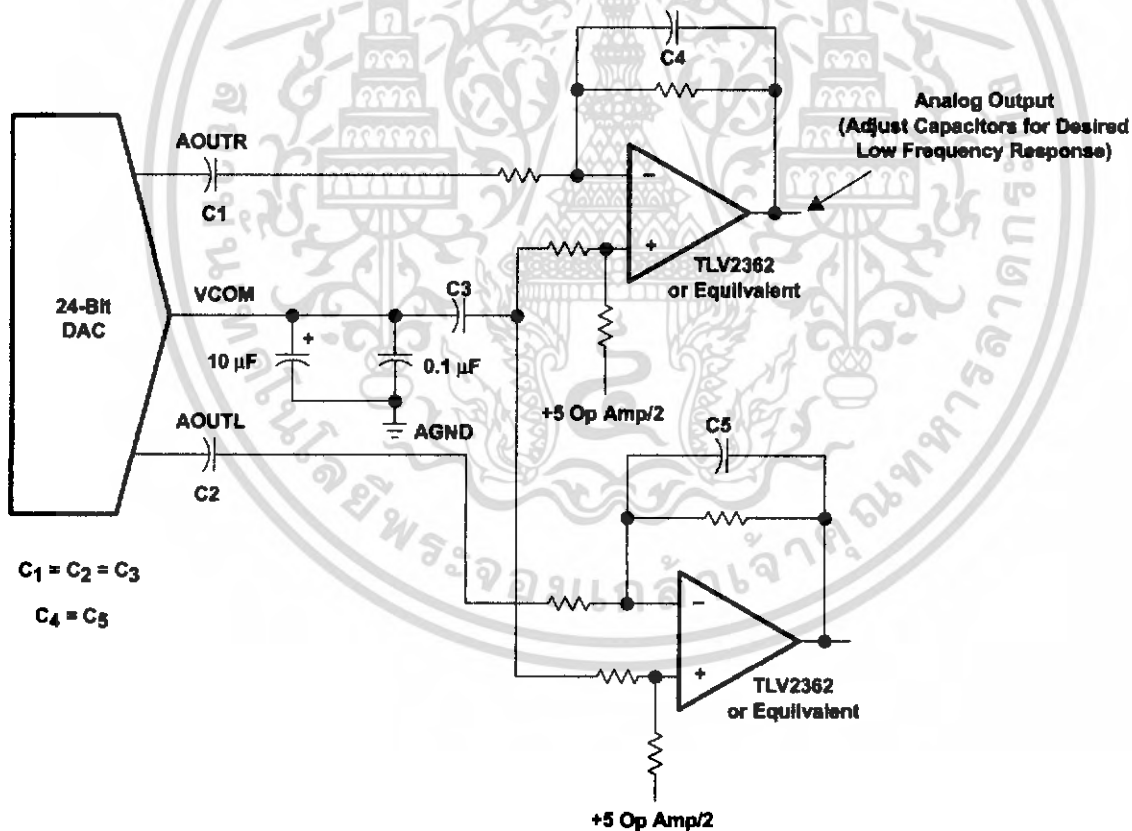 C4
Analog Output
(Adjust Capacitors for Desired
Low Frequency Response)
AOUTR
C1
−
+
TLV2362
or Equilvalent
24-Bit
DAC
VCOM
C3
+
10 µF
0.1 µF
+5 Op Amp/2
AGND
AOUTL
C2
C5
C1 = C2 = C3
C4 = C5
−
+
TLV2362
or Equilvalent
+5 Op Amp/2